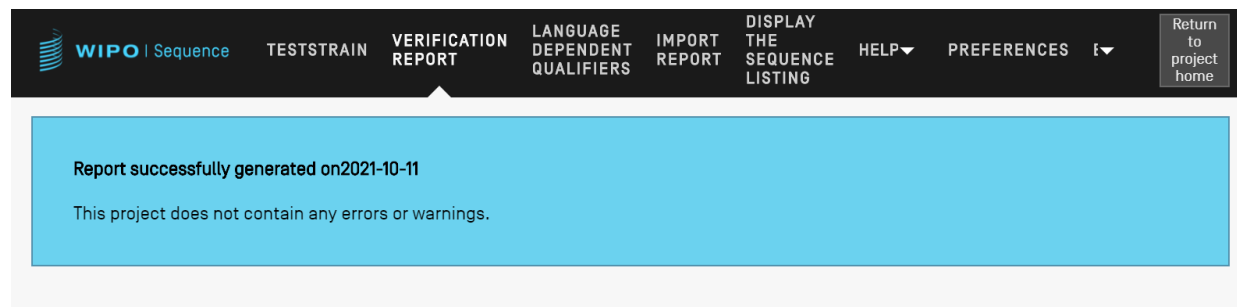 WIPO | Sequence
TESTSTRAIN
VERIFICATION
REPORT
LANGUAGE
DEPENDENT
QUALIFIERS
IMPORT
REPORT
DISPLAY
THE
SEQUENCE
LISTING
HELP
PREFERENCES
Return
to
project
home
Report successfully generated on2021-10-11
This project does not contain any errors or warnings.